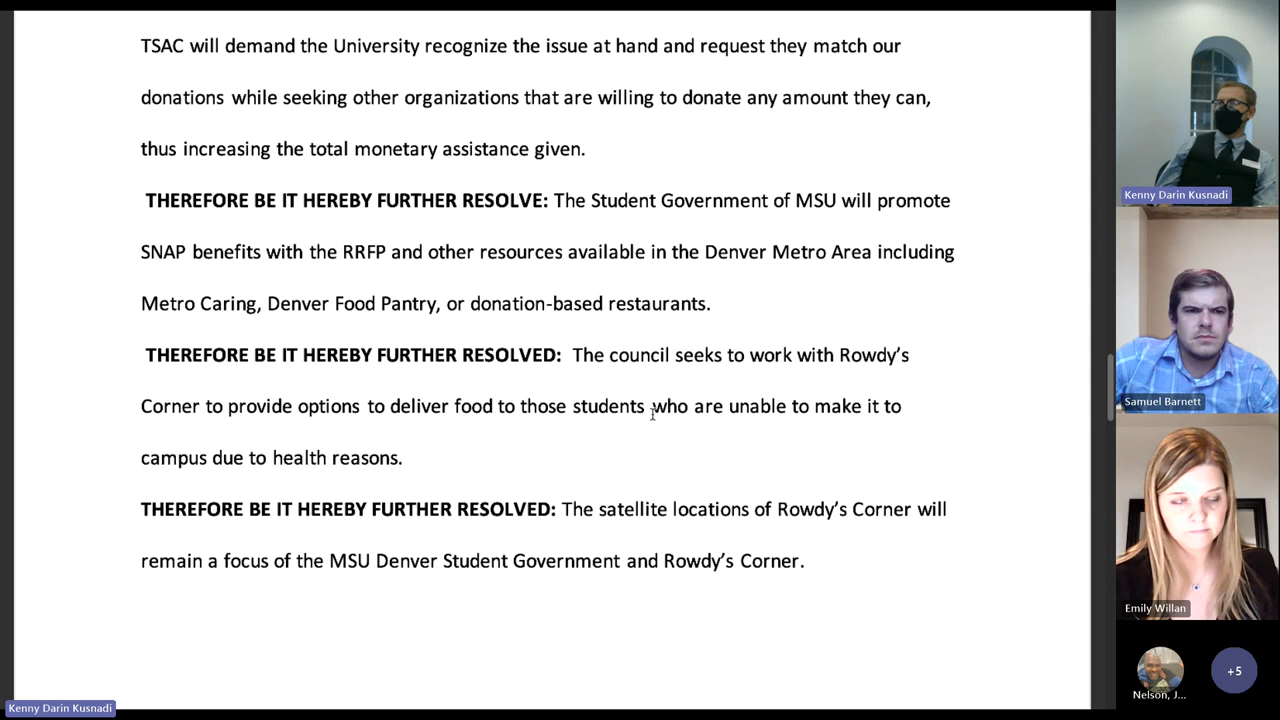 TSAC will demand the University recognize the issue at hand and request they match our
donations while seeking other organizations that are willing to donate any amount they can,
thus increasing the total monetary assistance given.
THEREFORE BE IT HEREBY FURTHER RESOLVE: The Student Government of MSU will promote
SNAP benefits with the RRFP and other resources available in the Denver Metro Area including
Metro Caring, Denver Food Pantry, or donation-based restaurants.
THEREFORE BE IT HEREBY FURTHER RESOLVED: The council seeks to work with Rowdy’s
Corner to provide options to deliver food to those students who are unable to make it to
campus due to health reasons.
THEREFORE BE IT HEREBY FURTHER RESOLVED: The satellite locations of Rowdy’s Corner will
remain a focus of the MSU Denver Student Government and Rowdy’s Corner.
Kenny Darin Kusnadi
Kenny Darin Kusnadi
Samuel Barnett
Emily Willan
Nelson, J...
+5